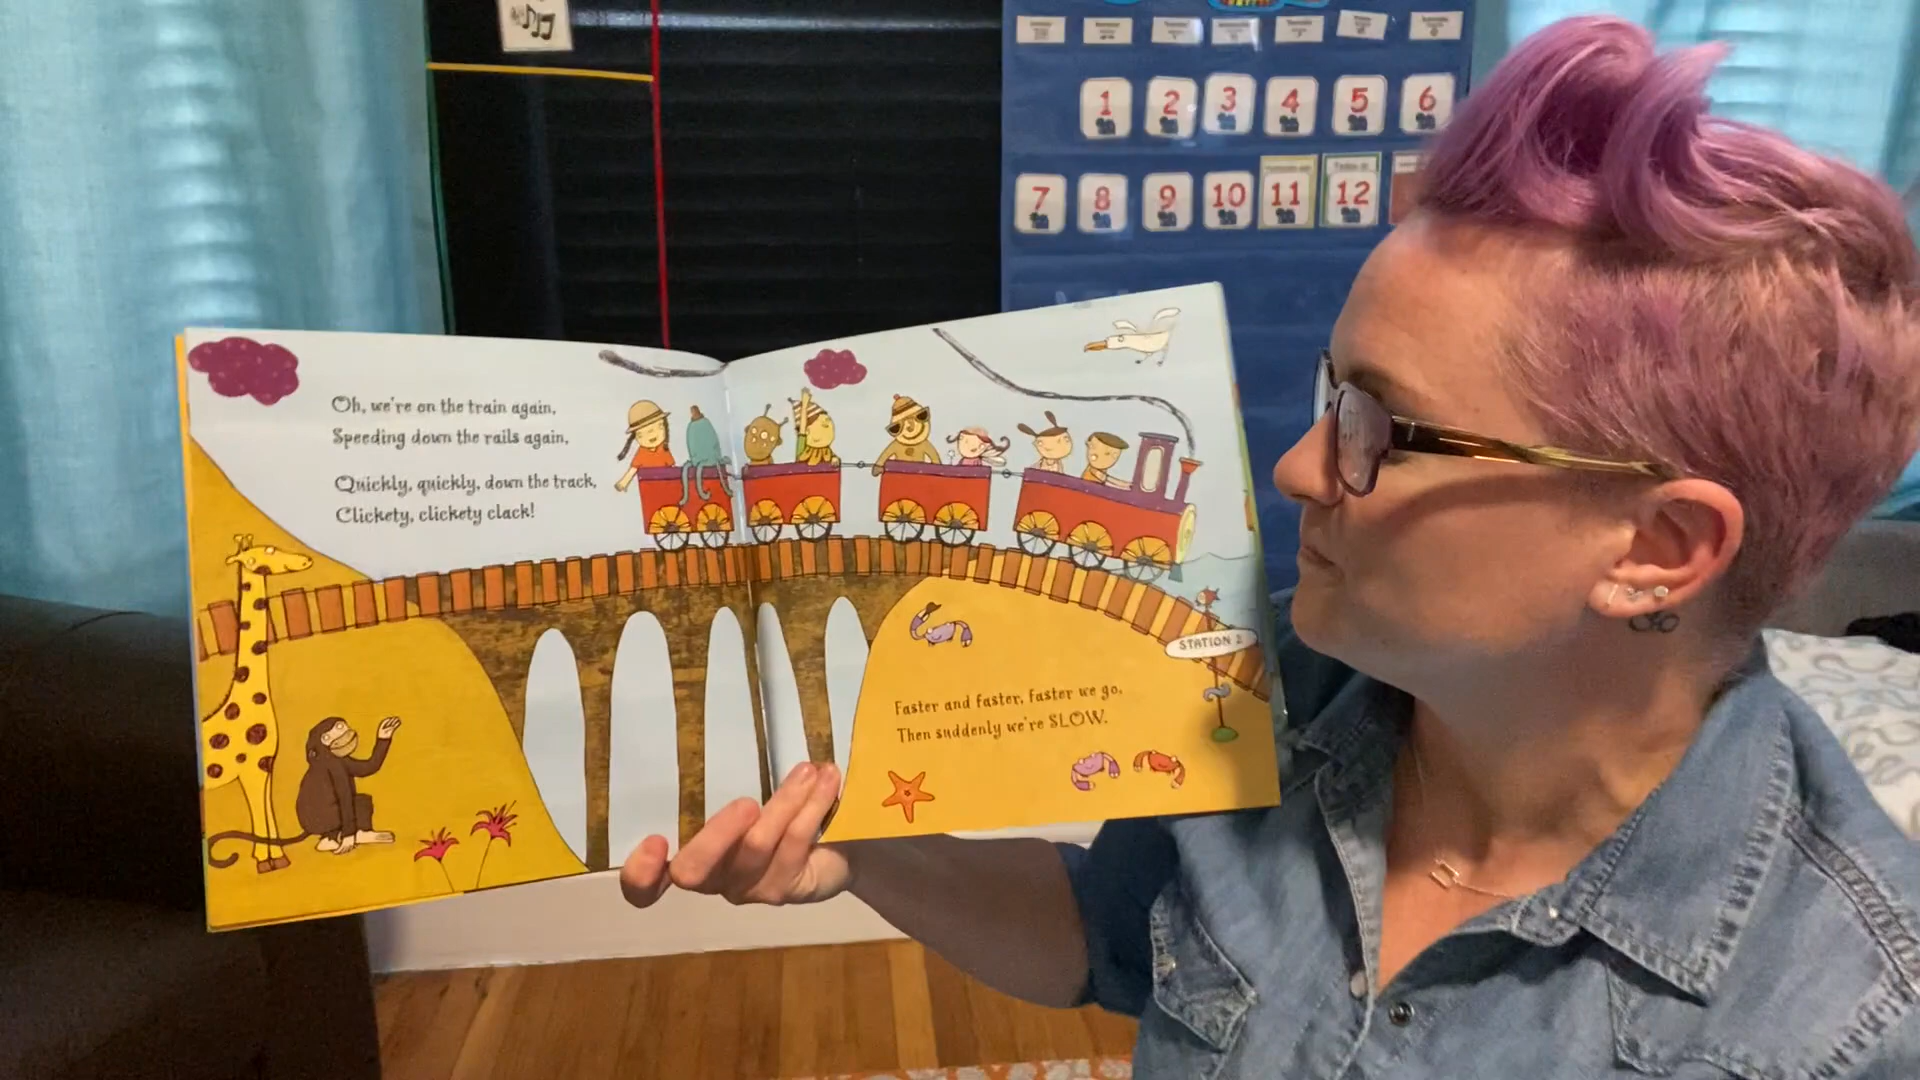 1 2 3 4 5 6
7 8 9 10 11 12
Oh, we're on the train again,
Speeding down the rails again,
Quickly, quickly, down the track,
Clickety, clickety clack!
STATION 2
Faster and faster, faster we go,
Then suddenly we're SLOW.